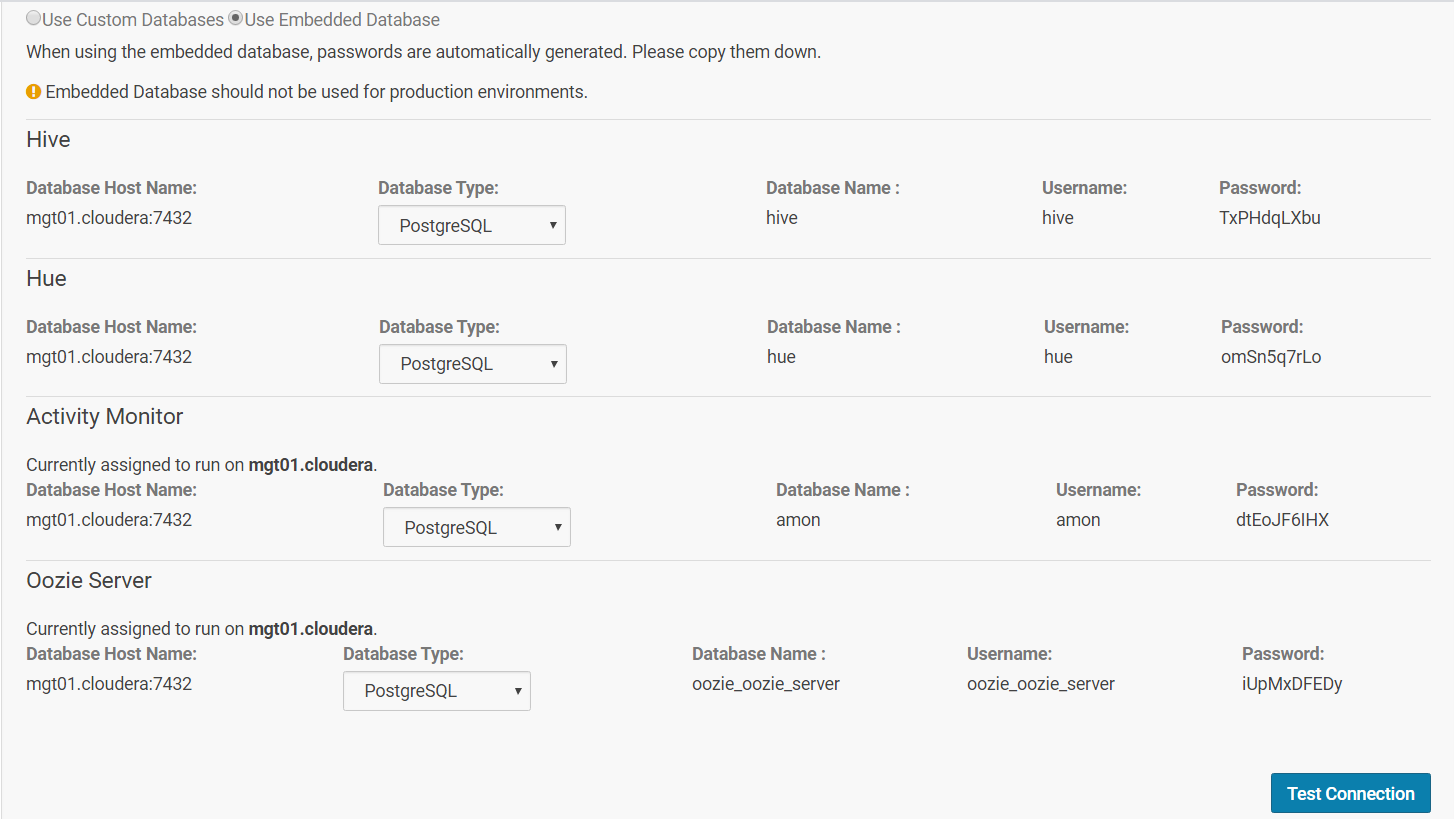 Use Custom Databases Use Embedded Database
When using the embedded database, passwords are automatically generated. Please copy them down.
Embedded Database should not be used for production environments.
Hive
Database Host Name: Database Type: Database Name : Username: Password:
mgt01.cloudera:7432 PostgreSQL hive hive TxPHdqLXbu
Hue
Database Host Name: Database Type: Database Name : Username: Password:
mgt01.cloudera:7432 PostgreSQL hue hue omSn5q7rLo
Activity Monitor
Currently assigned to run on mgt01.cloudera.
Database Host Name: Database Type: Database Name : Username: Password:
mgt01.cloudera:7432 PostgreSQL amon amon dtEoJF6IHX
Oozie Server
Currently assigned to run on mgt01.cloudera.
Database Host Name: Database Type: Database Name : Username: Password:
mgt01.cloudera:7432 PostgreSQL oozie_oozie_server oozie_oozie_server iUpMxDFEDy
Test Connection